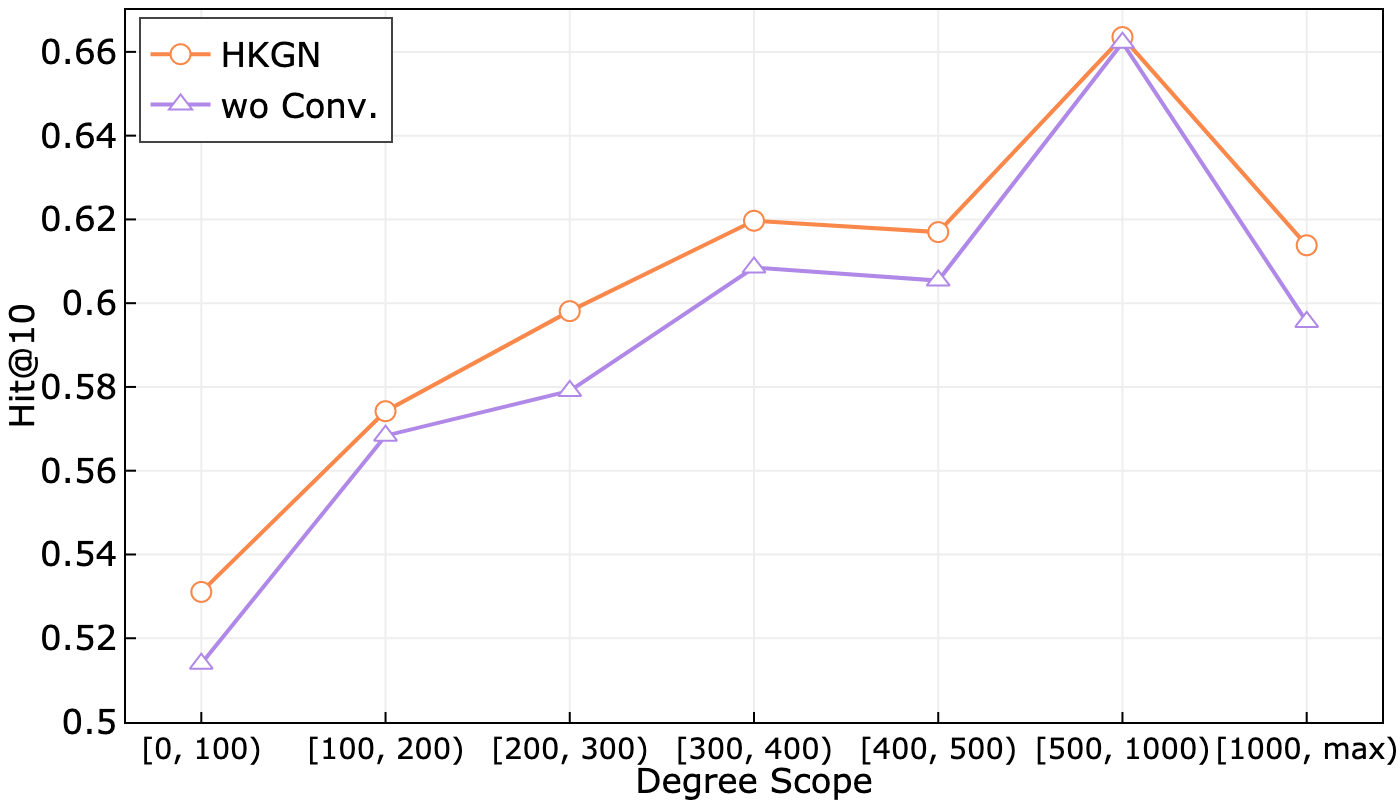 HKGN
wo Conv.
0.66
0.64
0.62
0.6
0.58
0.56
0.54
0.52
0.5
Hit@10
[0, 100) [100, 200) [200, 300) [300, 400) [400, 500) [500, 1000) [1000, max)
Degree Scope